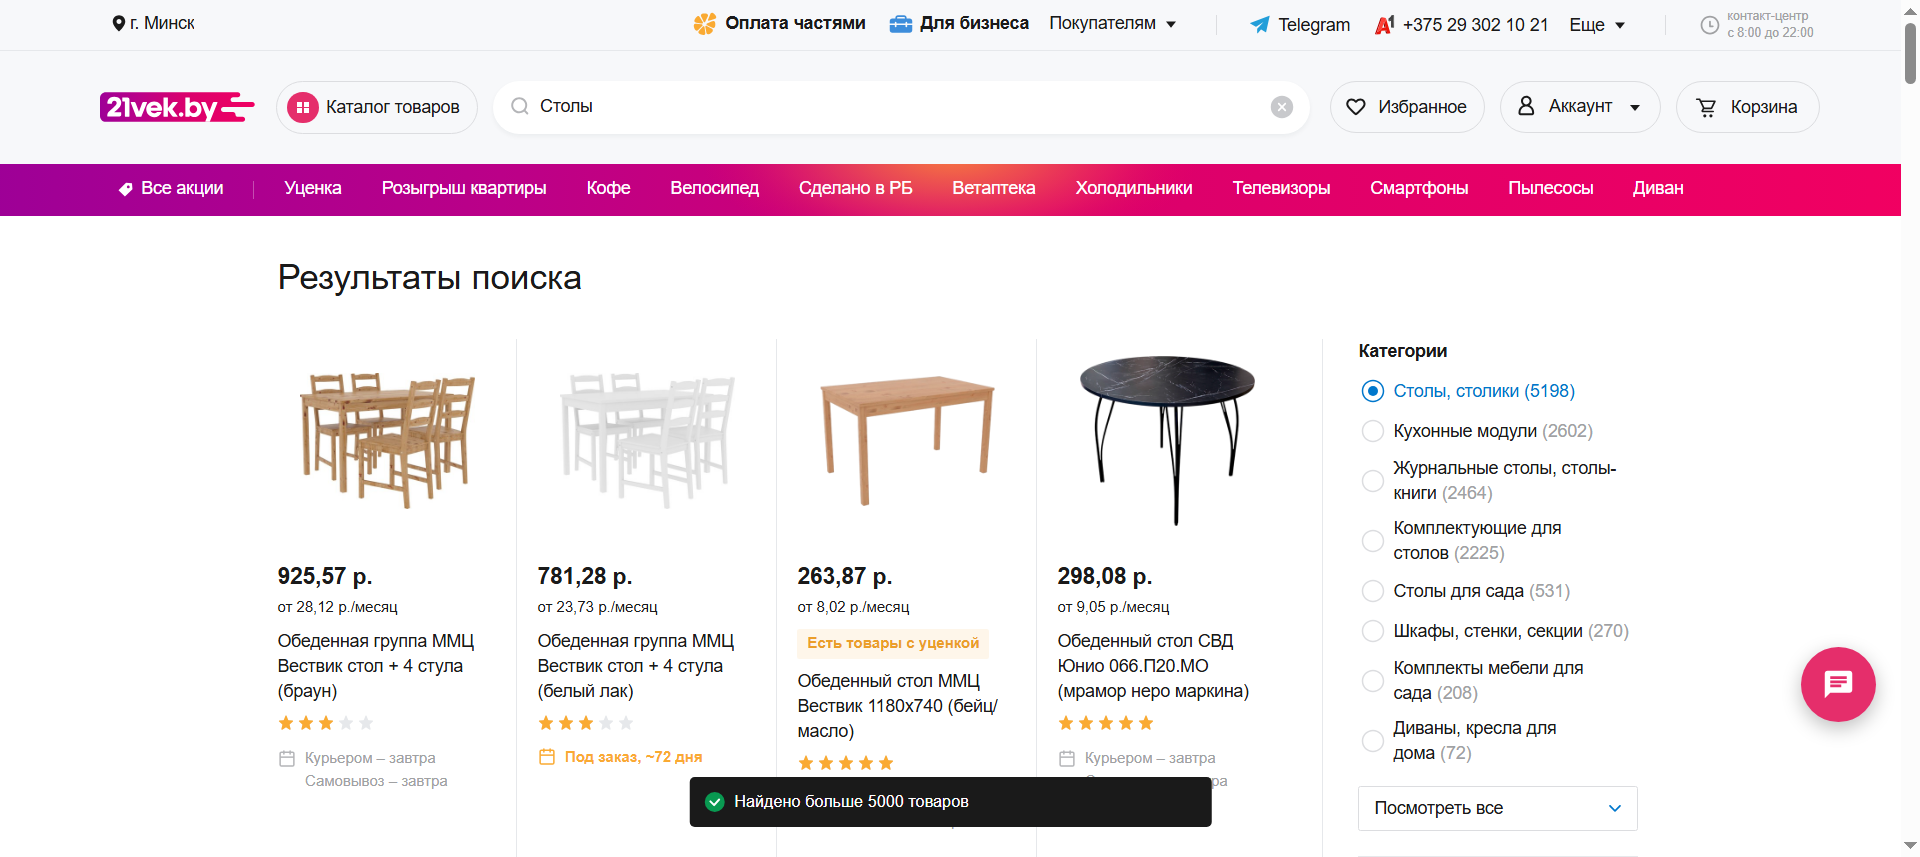 г. Минск
Оплата частями
Для бизнеса
Покупателям
Telegram
A1
+375 29 302 10 21
Еще
контакт-центр
с 8:00 до 22:00
21vek.by
Каталог товаров
Столы
Избранное
Аккаунт
Корзина
Все акции
Уценка
Розыгрыш квартиры
Кофе
Велосипед
Сделано в РБ
Ветаптека
Холодильники
Телевизоры
Смартфоны
Пылесосы
Диван
Результаты поиска
925,57 р.
от 28,12 р./месяц
Обеденная группа ММЦ
Вествик стол + 4 стула
(браун)
Курьером – завтра
Самовывоз – завтра
781,28 р.
от 23,73 р./месяц
Обеденная группа ММЦ
Вествик стол + 4 стула
(белый лак)
Под заказ, ~72 дня
263,87 р.
от 8,02 р./месяц
Есть товары с уценкой
Обеденный стол ММЦ
Вествик 1180x740 (бейц/
масло)
298,08 р.
от 9,05 р./месяц
Обеденный стол СВД
Юнио 066.П20.МО
(мрамор неро маркина)
Курьером – завтра
Категории
Столы, столики (5198)
Кухонные модули (2602)
Журнальные столы, столы-
книги (2464)
Комплектующие для
столов (2225)
Столы для сада (531)
Шкафы, стенки, секции (270)
Комплекты мебели для
сада (208)
Диваны, кресла для
дома (72)
Посмотреть все
Найдено больше 5000 товаров